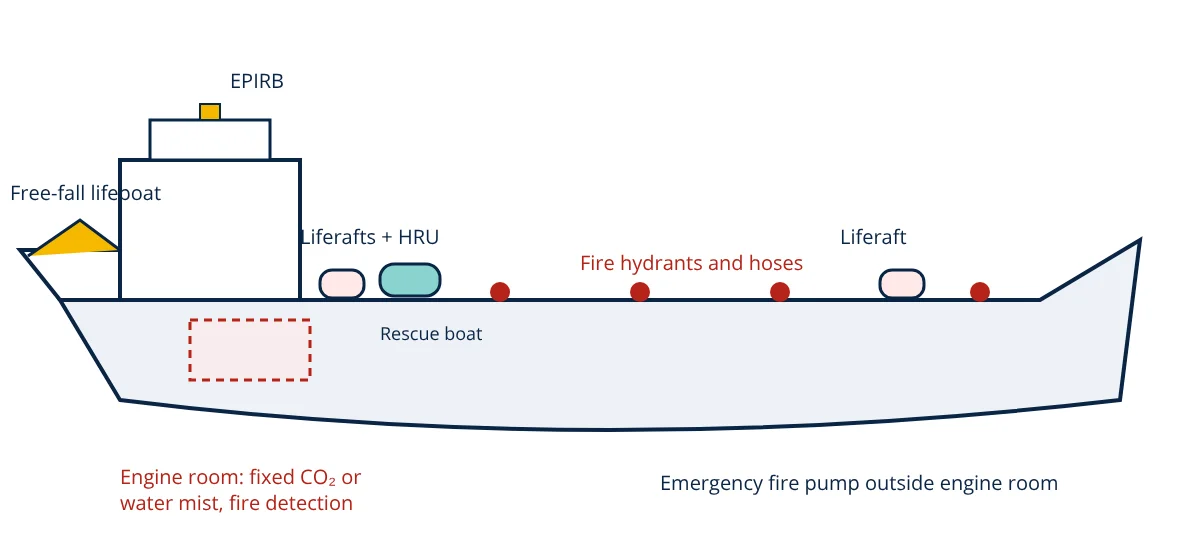 EPIRB
Free-fall lifeboat
Liferafts + HRU
Liferaft
Fire hydrants and hoses
Rescue boat
Engine room: fixed CO₂ or
water mist, fire detection
Emergency fire pump outside engine room